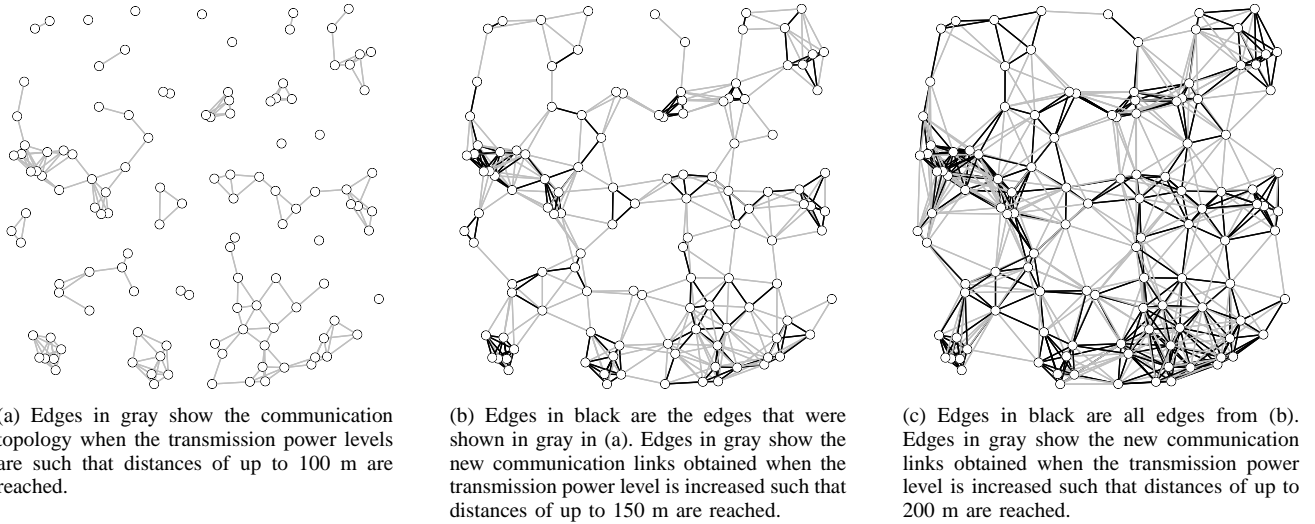 (a) Edges in gray show the communication
topology when the transmission power levels
are such that distances of up to 100 m are
reached.
(b) Edges in black are the edges that were
shown in gray in (a). Edges in gray show the
new communication links obtained when the
transmission power level is increased such that
distances of up to 150 m are reached.
(c) Edges in black are all edges from (b).
Edges in gray show the new communication
links obtained when the transmission power
level is increased such that distances of up to
200 m are reached.